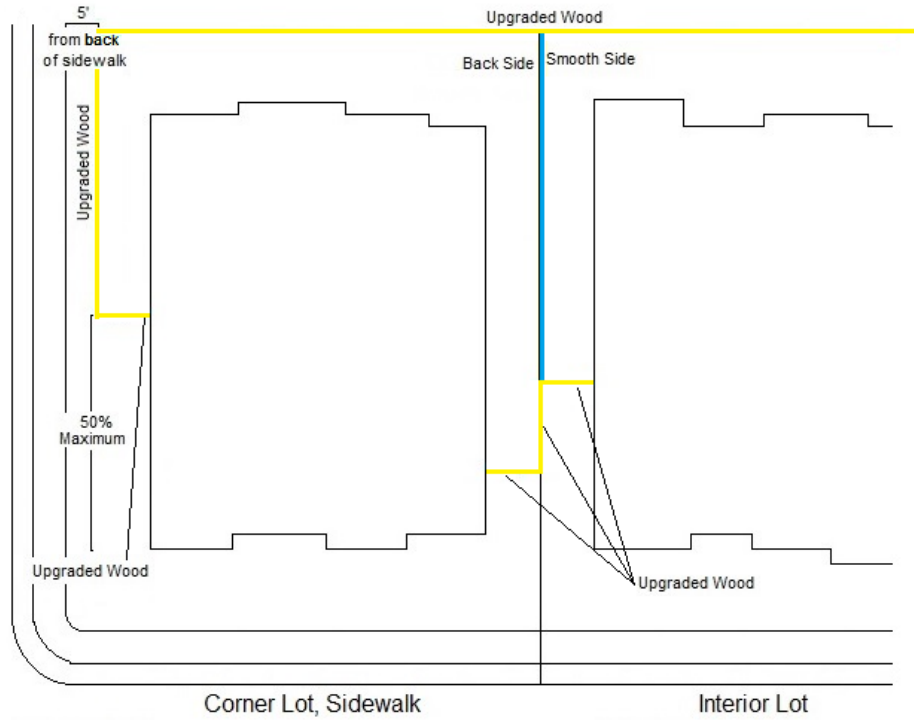 5'
from back
of sidewalk
Upgraded Wood
Back Side
Smooth Side
Upgraded Wood
50%
Maximum
Upgraded Wood
Upgraded Wood
Corner Lot, Sidewalk
Interior Lot